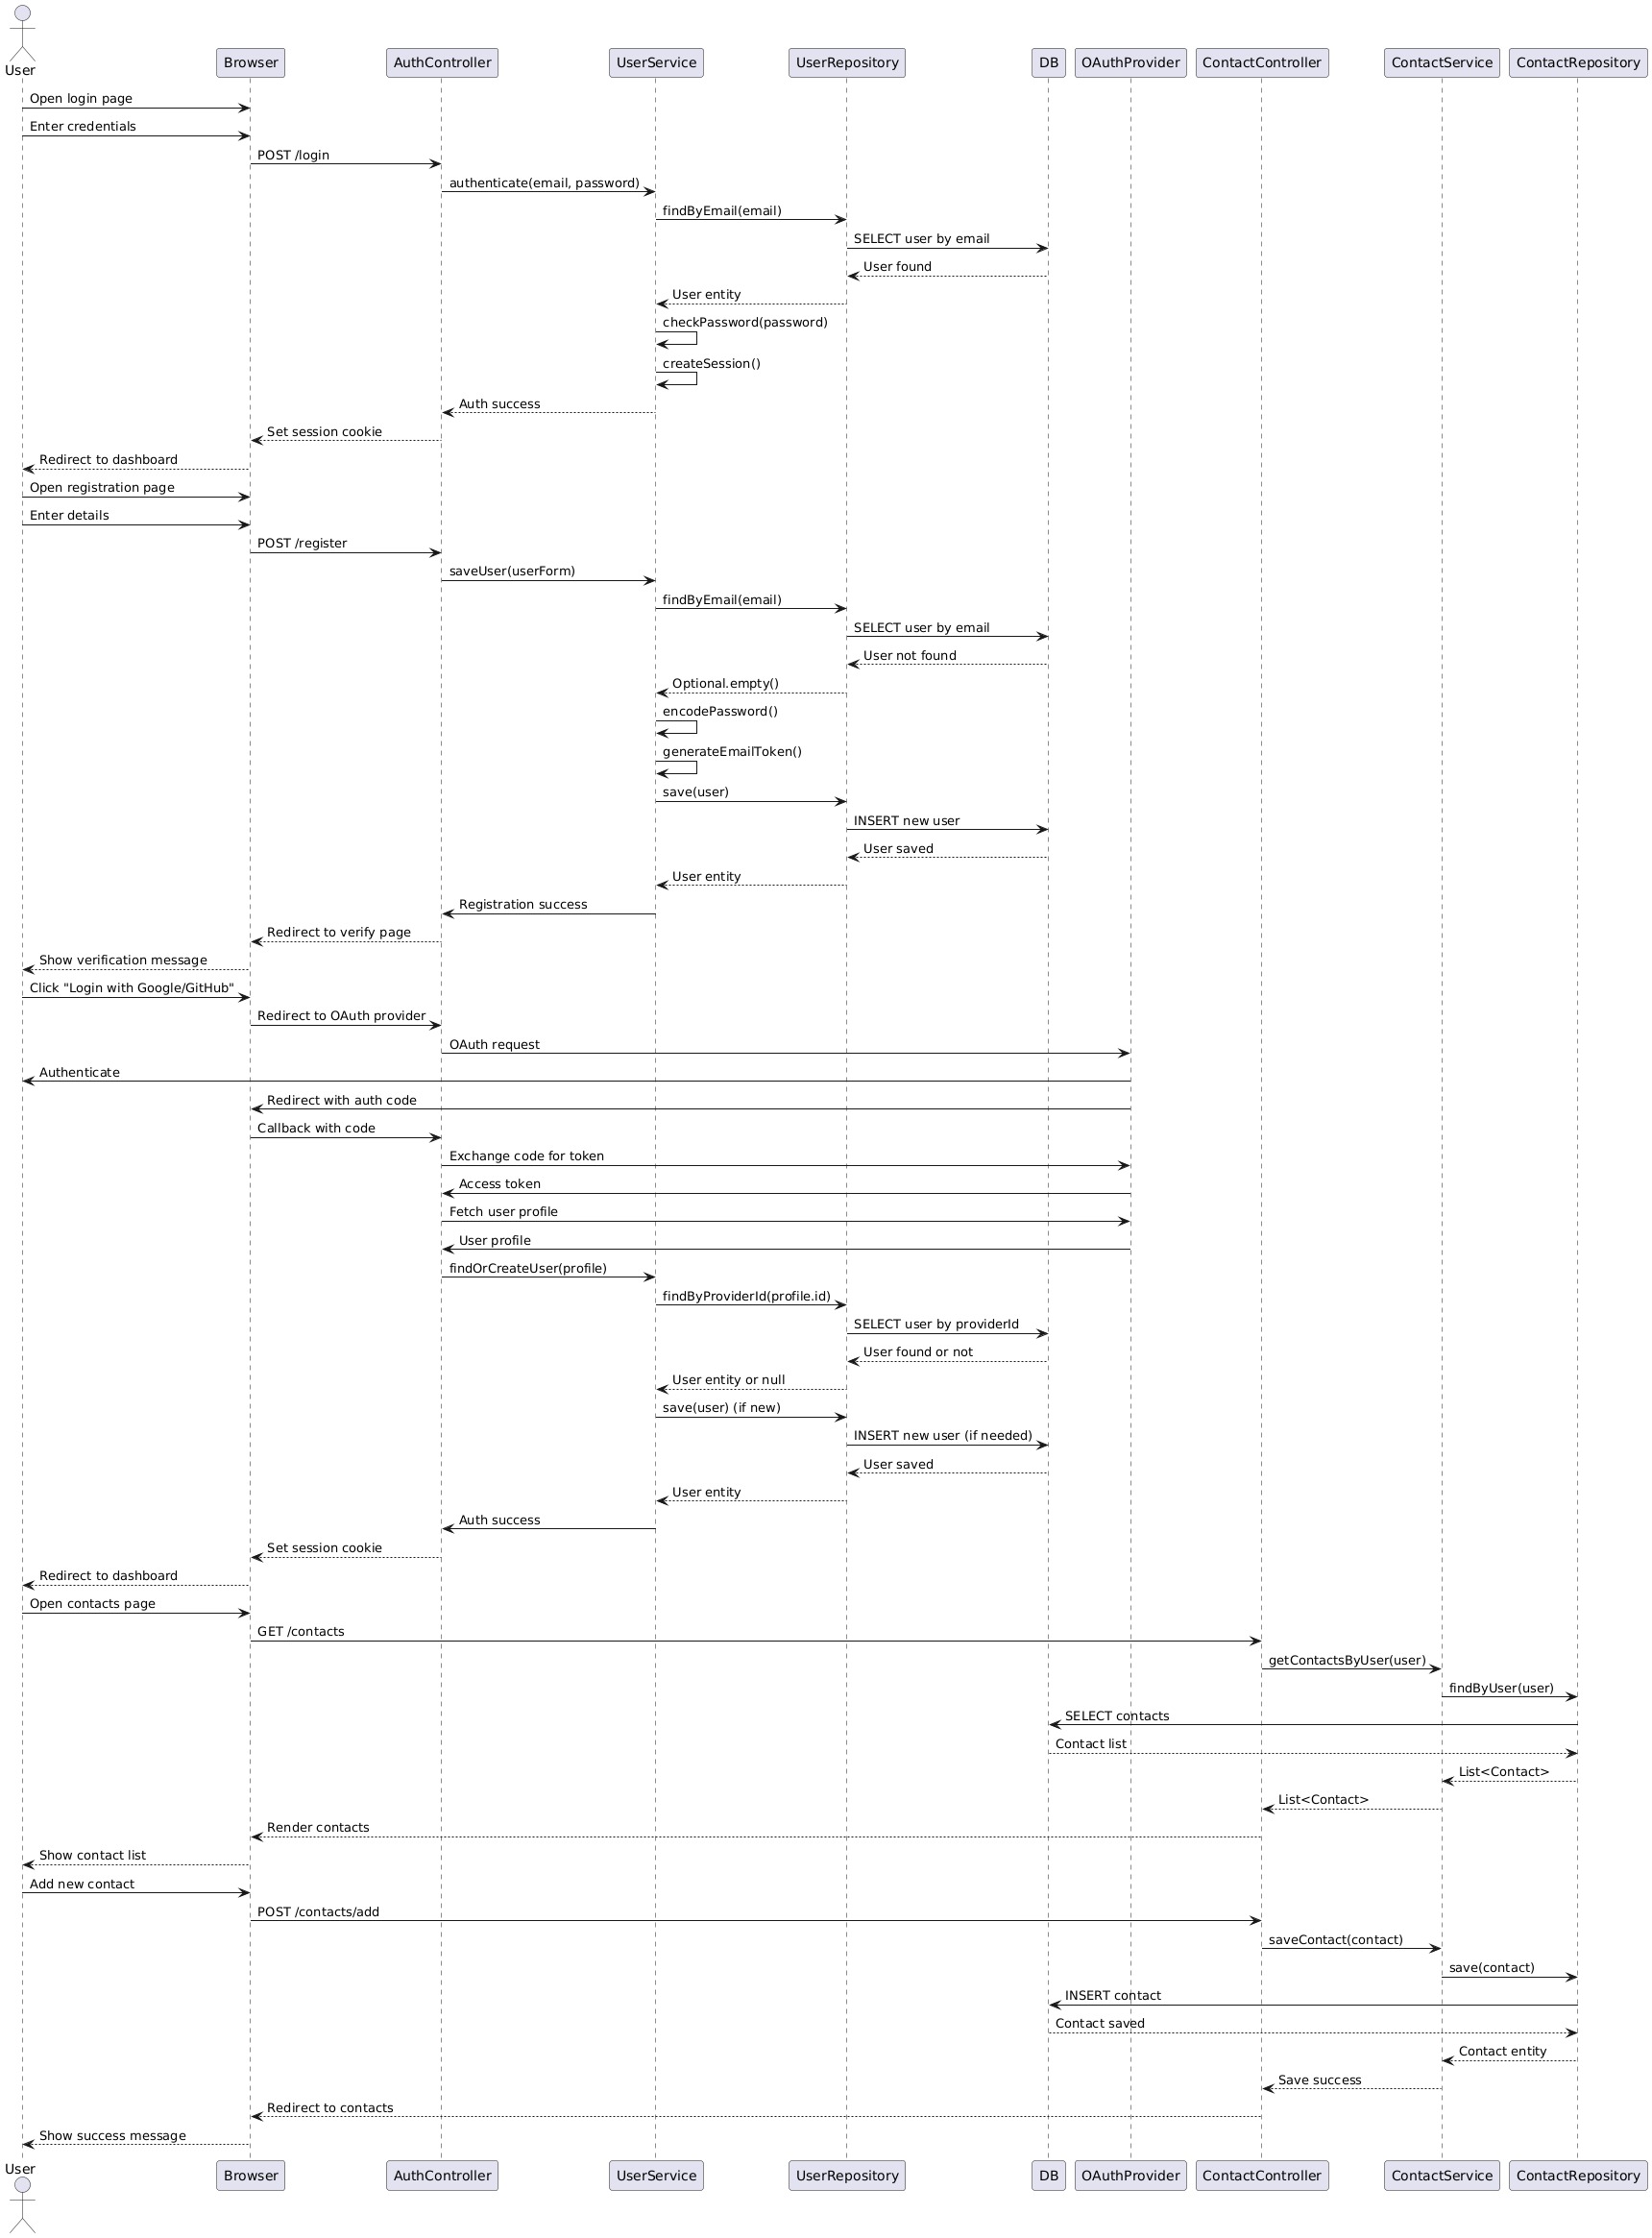 User
Browser
AuthController
UserService
UserRepository
DB
OAuthProvider
ContactController
ContactService
ContactRepository
Open login page
Enter credentials
POST /login
authenticate(email, password)
findByEmail(email)
SELECT user by email
User found
User entity
checkPassword(password)
createSession()
Auth success
Set session cookie
Redirect to dashboard
Open registration page
Enter details
POST /register
saveUser(userForm)
findByEmail(email)
SELECT user by email
User not found
Optional.empty()
encodePassword()
generateEmailToken()
save(user)
INSERT new user
User saved
User entity
Registration success
Redirect to verify page
Show verification message
Click "Login with Google/GitHub"
Redirect to OAuth provider
OAuth request
Authenticate
Redirect with auth code
Callback with code
Exchange code for token
Access token
Fetch user profile
User profile
findOrCreateUser(profile)
findByProviderId(profile.id)
SELECT user by providerId
User found or not
User entity or null
save(user) (if new)
INSERT new user (if needed)
User saved
User entity
Auth success
Set session cookie
Redirect to dashboard
Open contacts page
GET /contacts
getContactsByUser(user)
findByUser(user)
SELECT contacts
Contact list
List<Contact>
List<Contact>
Render contacts
Show contact list
Add new contact
POST /contacts/add
saveContact(contact)
save(contact)
INSERT contact
Contact saved
Contact entity
Save success
Redirect to contacts
Show success message
User
Browser
AuthController
UserService
UserRepository
DB
OAuthProvider
ContactController
ContactService
ContactRepository